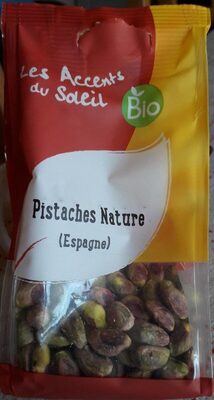 Les Accents
du Soleil
Bio
Pistaches Nature
(Espagne)